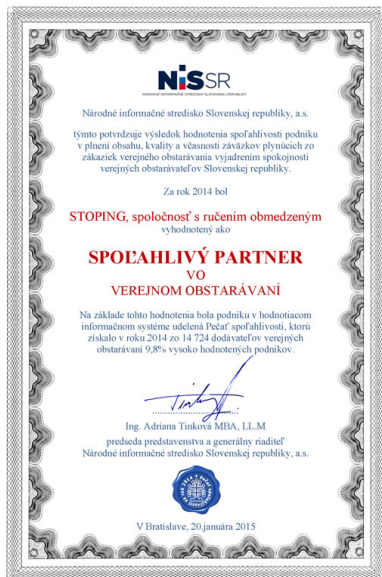 NiSSR
NÁRODNÉ INFORMAČNÉ STREDISKO SLOVENSKEJ REPUBLIKY
Národné informačné stredisko Slovenskej republiky, a.s.
týmto potvrdzuje výsledok hodnotenia spoľahlivosti podniku
v plnení obsahu, kvality a včasnosti záväzkov plynúcich zo
zákaziek verejného obstarávania vyjadrením spokojnosti
verejných obstarávateľov Slovenskej republiky.
Za rok 2014 bol
STOPING, spoločnosť s ručením obmedzeným
vyhodnotený ako
SPOĽAHLIVÝ PARTNER
VO
VEREJNOM OBSTARÁVANÍ
Na základe tohto hodnotenia bola podniku v hodnotiacom
informačnom systéme udelená Pečať spoľahlivosti, ktorú
získalo v roku 2014 zo 14 724 dodávateľov verejných
obstarávaní 9,8% vysoko hodnotených podnikov.
Ing. Adriana Tinková MBA, LL.M
predseda predstavenstva a generálny riaditeľ
Národné informačné stredisko Slovenskej republiky, a.s.
V Bratislave, 20.januára 2015